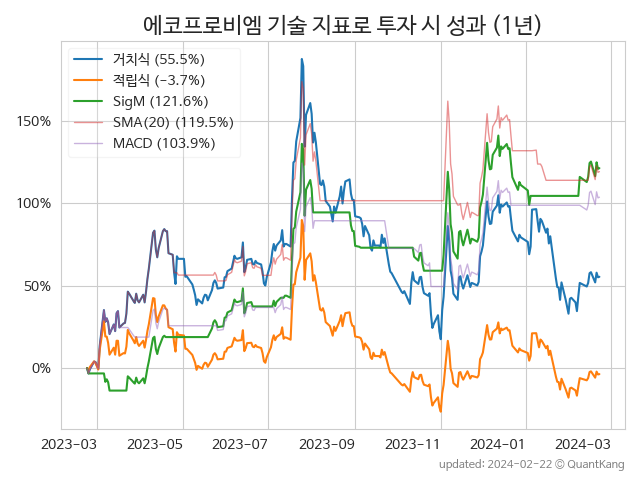 에코프로비엠 기술 지표로 투자 시 성과 (1년)
거치식 (55.5%)
적립식 (-3.7%)
SigM (121.6%)
SMA(20) (119.5%)
MACD (103.9%)
150%
100%
50%
0%
2023-03 2023-05 2023-07 2023-09 2023-11 2024-01 2024-03
updated: 2024-02-22 © QuantKang